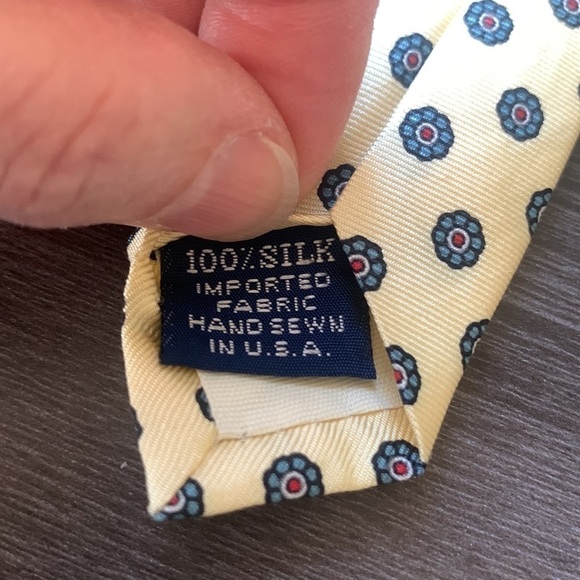 100% SILK
IMPORTED
FABRIC
HAND SEWN
IN U.S.A.